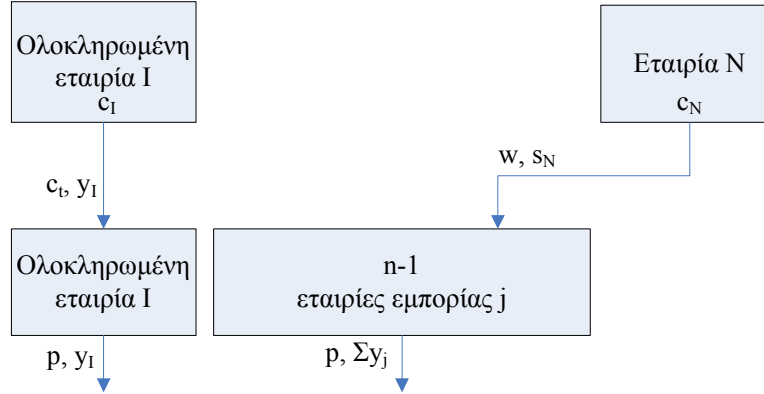 Ολοκληρωμένη
εταιρία Ι
c_I
Εταιρία Ν
c_N
w, s_N
c_t, y_I
Ολοκληρωμένη
εταιρία Ι
n-1
εταιρίες εμπορίας j
p, y_I
p, Σy_j